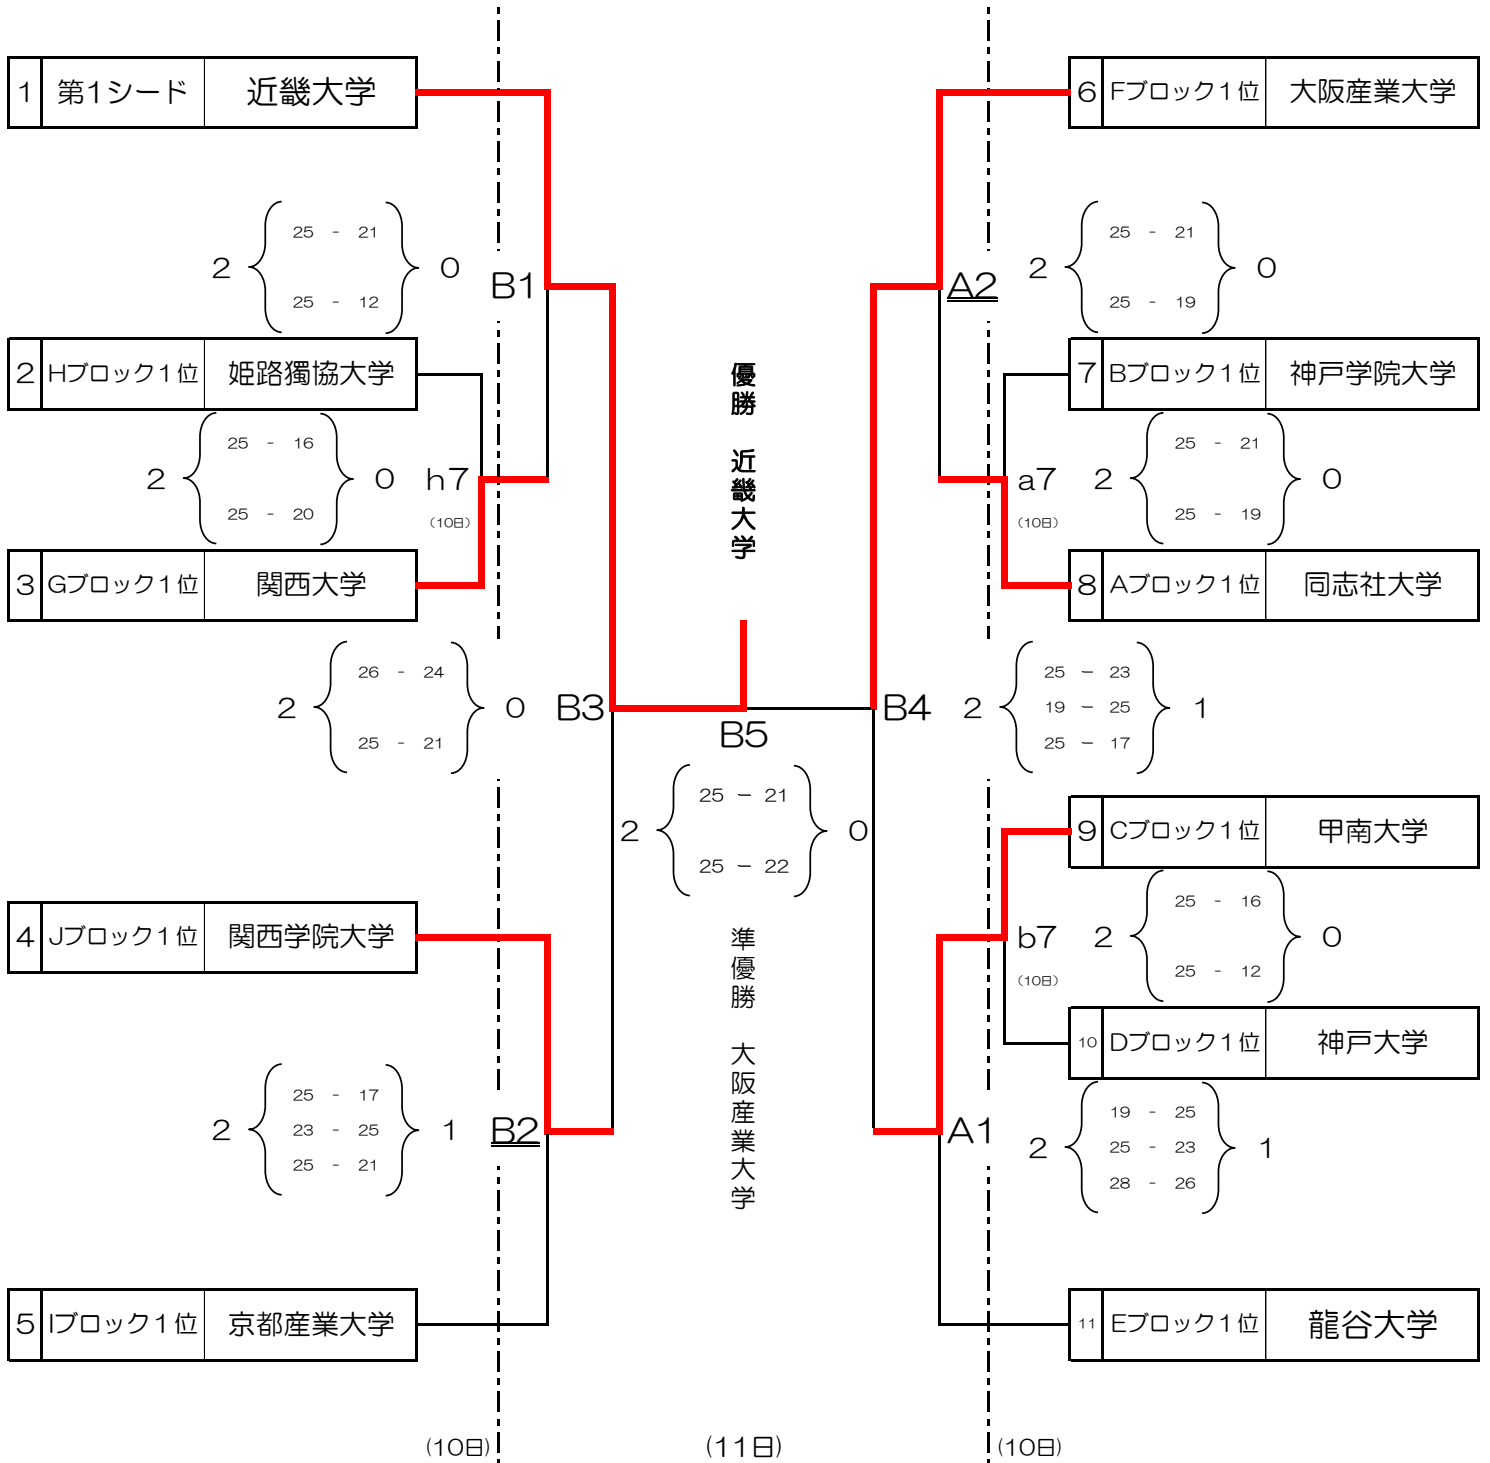 1 第1シード 近畿大学
25 - 21
2 0
25 - 12
B1
2 Hブロック1位 姫路獨協大学
25 - 16
2 0 h7
25 - 20
(10日)
3 Gブロック1位 関西大学
26 - 24
2 0 B3
25 - 21
4 Jブロック1位 関西学院大学
25 - 17
2 23 - 25 1 B2
25 - 21
5 Iブロック1位 京都産業大学
(10日)
優勝 近畿大学
B5
25 - 21
2 0
25 - 22
準優勝 大阪産業大学
(11日)
6 Fブロック1位 大阪産業大学
A2
25 - 21
2 0
25 - 19
7 Bブロック1位 神戸学院大学
25 - 21
a7 2 0
25 - 19
(10日)
8 Aブロック1位 同志社大学
25 - 23
B4 2 19 - 25 1
25 - 17
9 Cブロック1位 甲南大学
25 - 16
b7 2 0
25 - 12
(10日)
10 Dブロック1位 神戸大学
19 - 25
A1 2 25 - 23 1
28 - 26
11 Eブロック1位 龍谷大学
(10日)